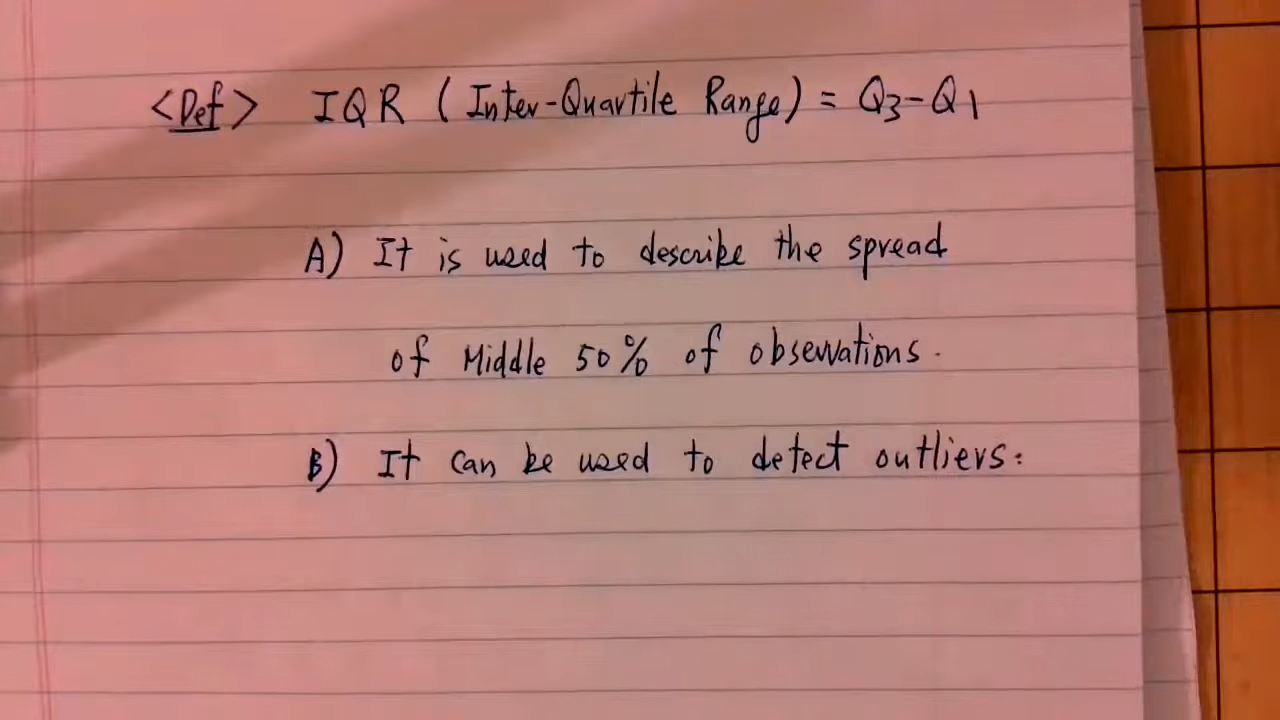 <Def> IQR (Inter-Quartile Range) = Q3-Q1
A) It is used to describe the spread
of Middle 50% of observations.
B) It can be used to detect outliers: